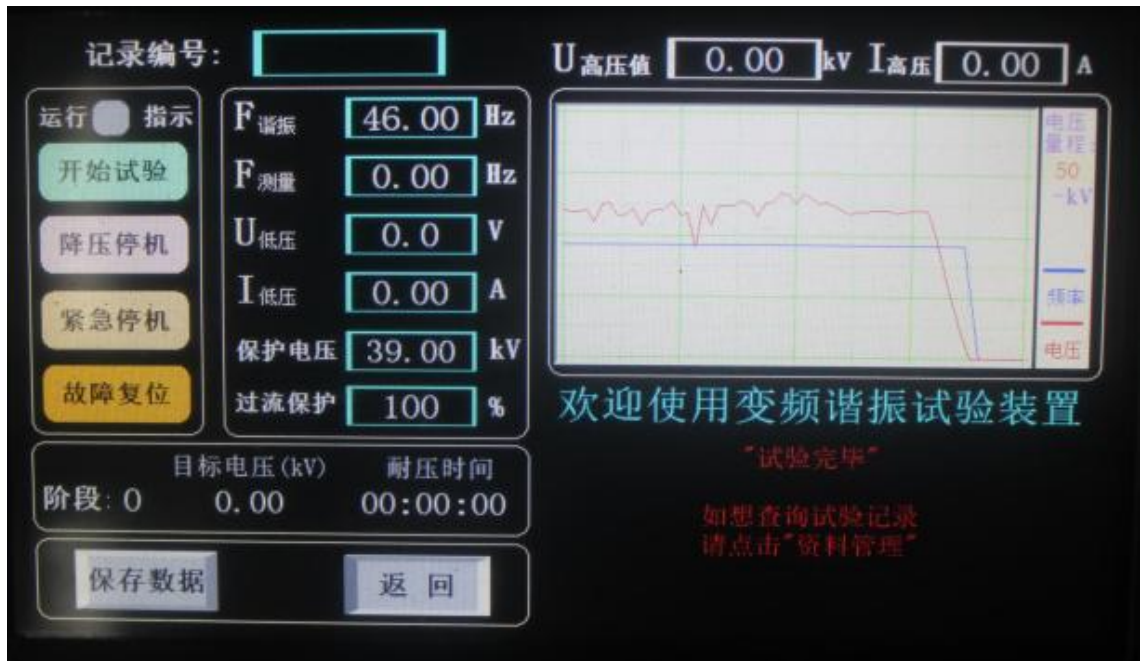 记录编号:
U高压值 0.00 kV I高压 0.00 A
运行 指示
开始试验
降压停机
紧急停机
故障复位
F谐振 46.00 Hz
F测量 0.00 Hz
U低压 0.0 V
I低压 0.00 A
保护电压 39.00 kV
过流保护 100 %
电压
量程:
50
-kV
频率
电压
欢迎使用变频谐振试验装置
"试验完毕"
如想查询试验记录
请点击"资料管理"
目标电压(kV) 耐压时间
阶段: 0 0.00 00:00:00
保存数据
返 回